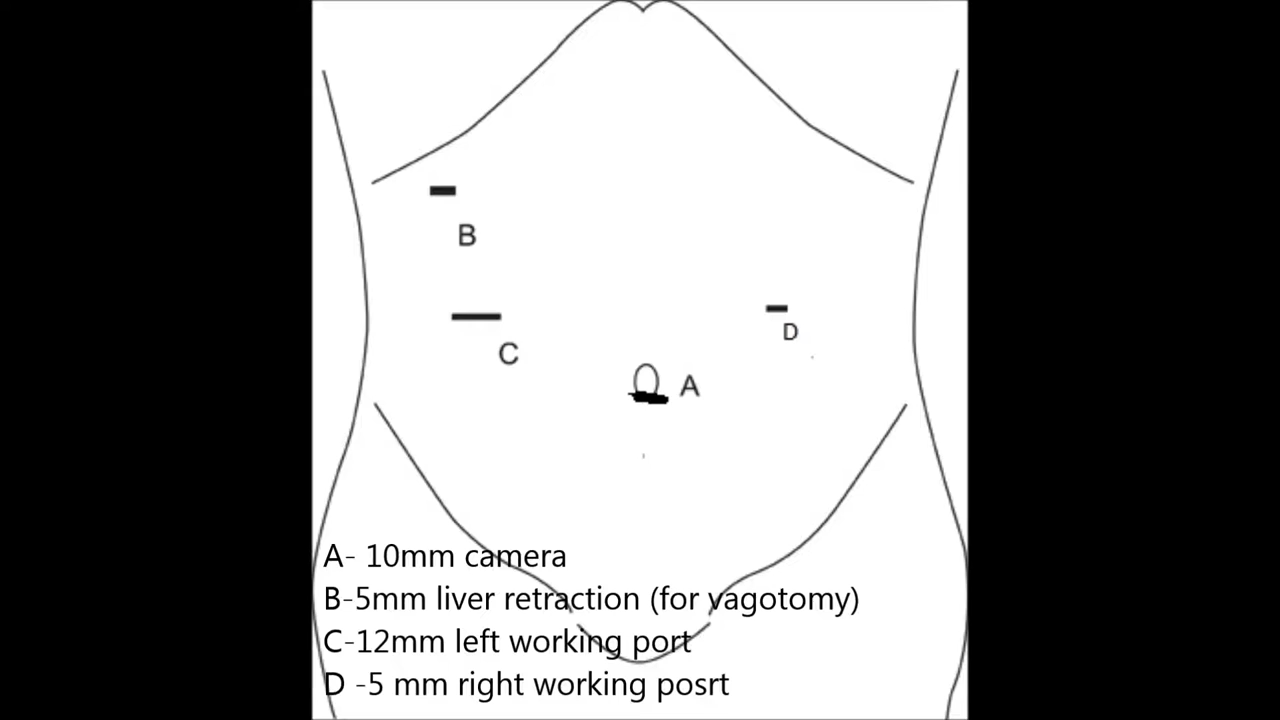 B
D
C
A
A- 10mm camera
B-5mm liver retraction (for vagotomy)
C-12mm left working port
D -5 mm right working posrt